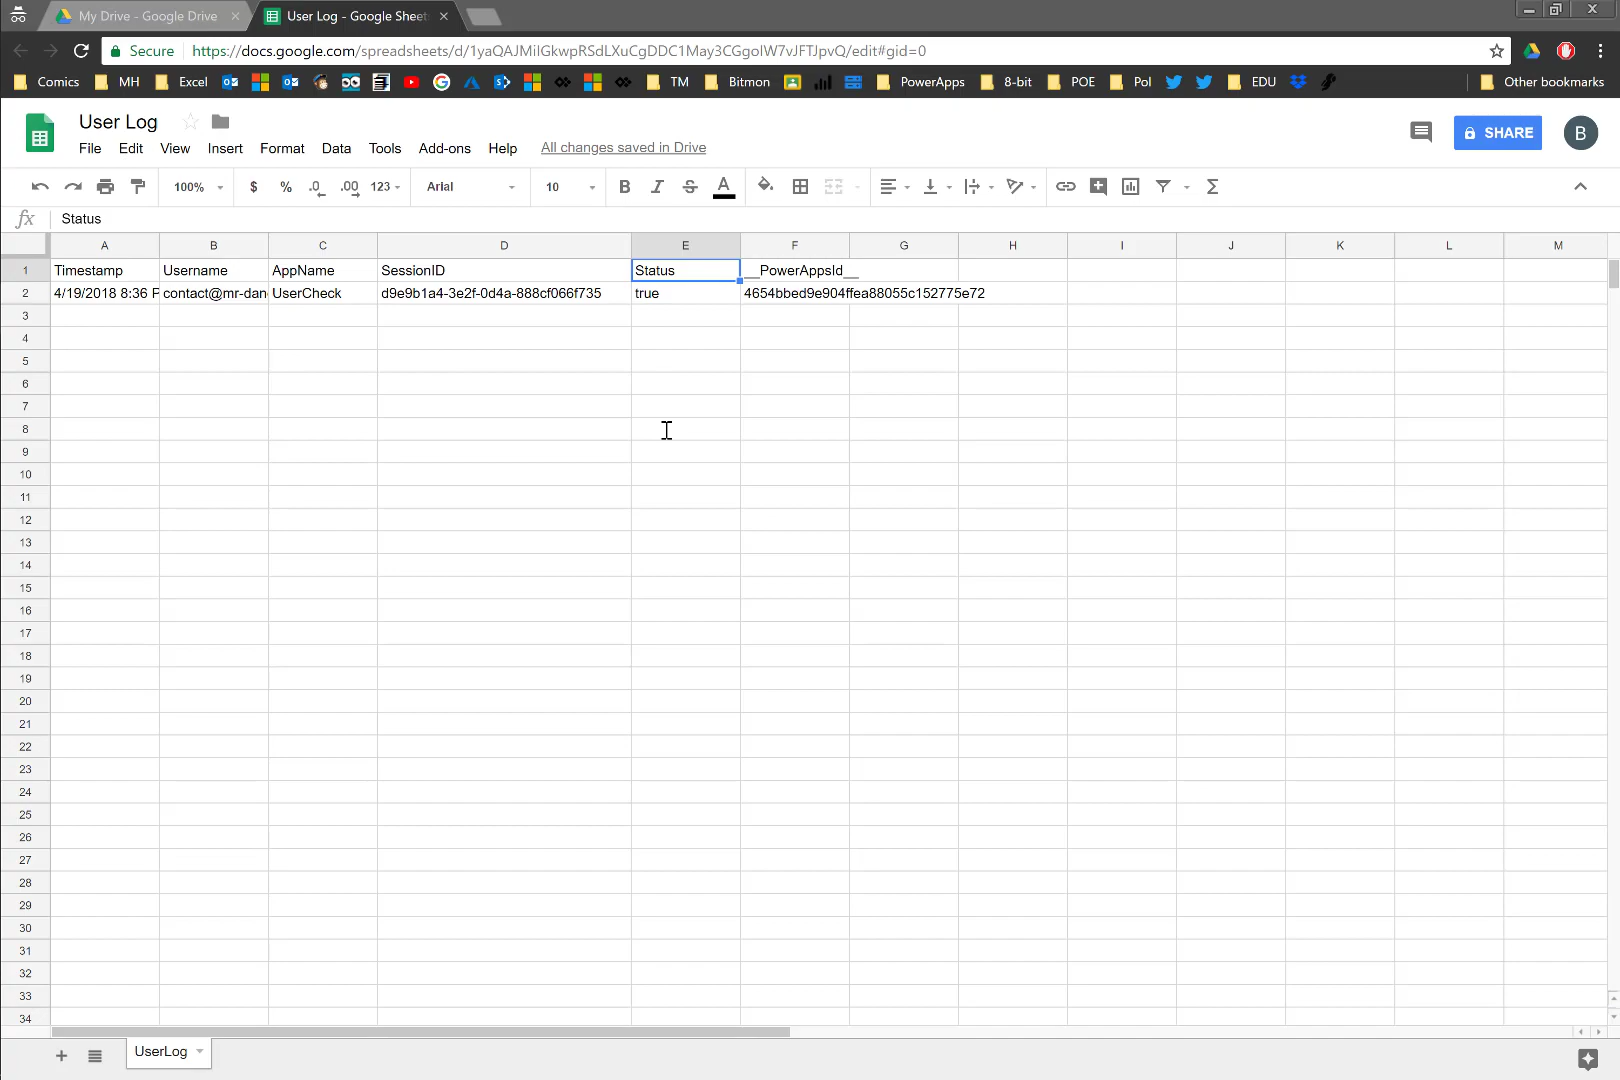 My Drive - Google Drive
User Log - Google Sheet
Secure https://docs.google.com/spreadsheets/d/1yaQAJMilGkwpRSdLXuCgDDC1May3CGgolW7vJFTJpvQ/edit#gid=0
Comics MH Excel TM Bitmon PowerApps 8-bit POE Pol EDU Other bookmarks
User Log
SHARE
B
File Edit View Insert Format Data Tools Add-ons Help All changes saved in Drive
100% $ % .0 .00 123 Arial 10 B I S A Σ
fx Status
A B C D E F G H I J K L M
1 Timestamp Username AppName SessionID Status __PowerAppsId__
2 4/19/2018 8:36 P contact@mr-dan UserCheck d9e9b1a4-3e2f-0d4a-888cf066f735 true 4654bbed9e904ffea88055c152775e72
3
4
5
6
7
8
9
10
11
12
13
14
15
16
17
18
19
20
21
22
23
24
25
26
27
28
29
30
31
32
33
34
UserLog